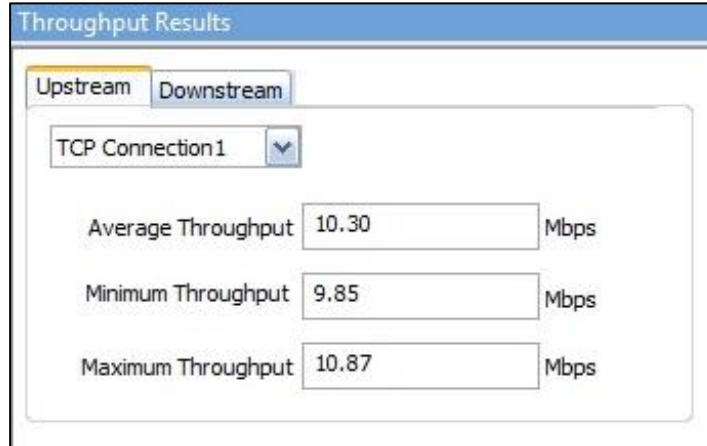 Throughput Results
Upstream Downstream
TCP Connection1
Average Throughput 10.30 Mbps
Minimum Throughput 9.85 Mbps
Maximum Throughput 10.87 Mbps